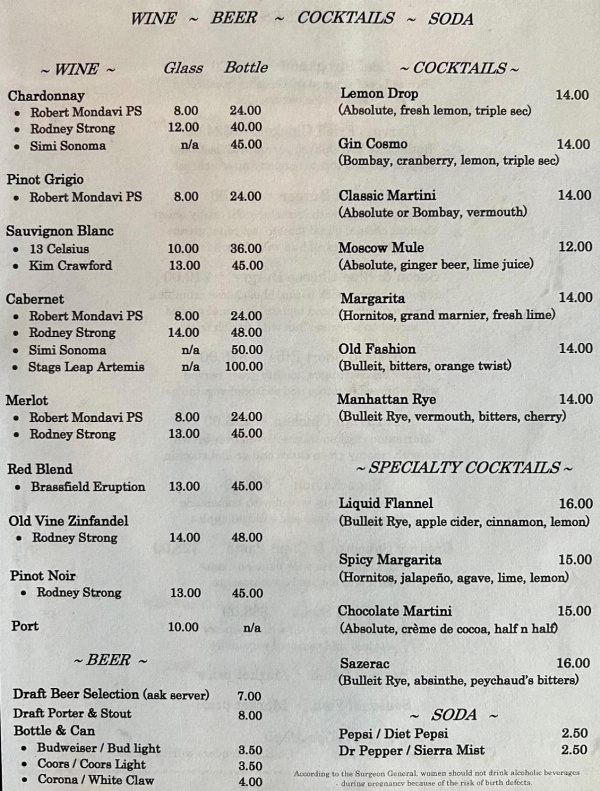 WINE ~ BEER ~ COCKTAILS ~ SODA
~ WINE ~ Glass Bottle
Chardonnay
• Robert Mondavi PS 8.00 24.00
• Rodney Strong 12.00 40.00
• Simi Sonoma n/a 45.00
Pinot Grigio
• Robert Mondavi PS 8.00 24.00
Sauvignon Blanc
• 13 Celsius 10.00 36.00
• Kim Crawford 13.00 45.00
Cabernet
• Robert Mondavi PS 8.00 24.00
• Rodney Strong 14.00 48.00
• Simi Sonoma n/a 50.00
• Stags Leap Artemis n/a 100.00
Merlot
• Robert Mondavi PS 8.00 24.00
• Rodney Strong 13.00 45.00
Red Blend
• Brassfield Eruption 13.00 45.00
Old Vine Zinfandel
• Rodney Strong 14.00 48.00
Pinot Noir
• Rodney Strong 13.00 45.00
Port 10.00 n/a
~ BEER ~
Draft Beer Selection (ask server) 7.00
Draft Porter & Stout 8.00
Bottle & Can
• Budweiser / Bud light 3.50
• Coors / Coors Light 3.50
• Corona / White Claw 4.00
~ COCKTAILS ~
Lemon Drop 14.00
(Absolute, fresh lemon, triple sec)
Gin Cosmo 14.00
(Bombay, cranberry, lemon, triple sec)
Classic Martini 14.00
(Absolute or Bombay, vermouth)
Moscow Mule 12.00
(Absolute, ginger beer, lime juice)
Margarita 14.00
(Hornitos, grand marnier, fresh lime)
Old Fashion 14.00
(Bulleit, bitters, orange twist)
Manhattan Rye 14.00
(Bulleit Rye, vermouth, bitters, cherry)
~ SPECIALTY COCKTAILS ~
Liquid Flannel 16.00
(Bulleit Rye, apple cider, cinnamon, lemon)
Spicy Margarita 15.00
(Hornitos, jalapeño, agave, lime, lemon)
Chocolate Martini 15.00
(Absolute, crème de cocoa, half n half)
Sazerac 16.00
(Bulleit Rye, absinthe, peychaud's bitters)
~ SODA ~
Pepsi / Diet Pepsi 2.50
Dr Pepper / Sierra Mist 2.50
According to the Surgeon General, women should not drink alcoholic beverages
during pregnancy because of the risk of birth defects.